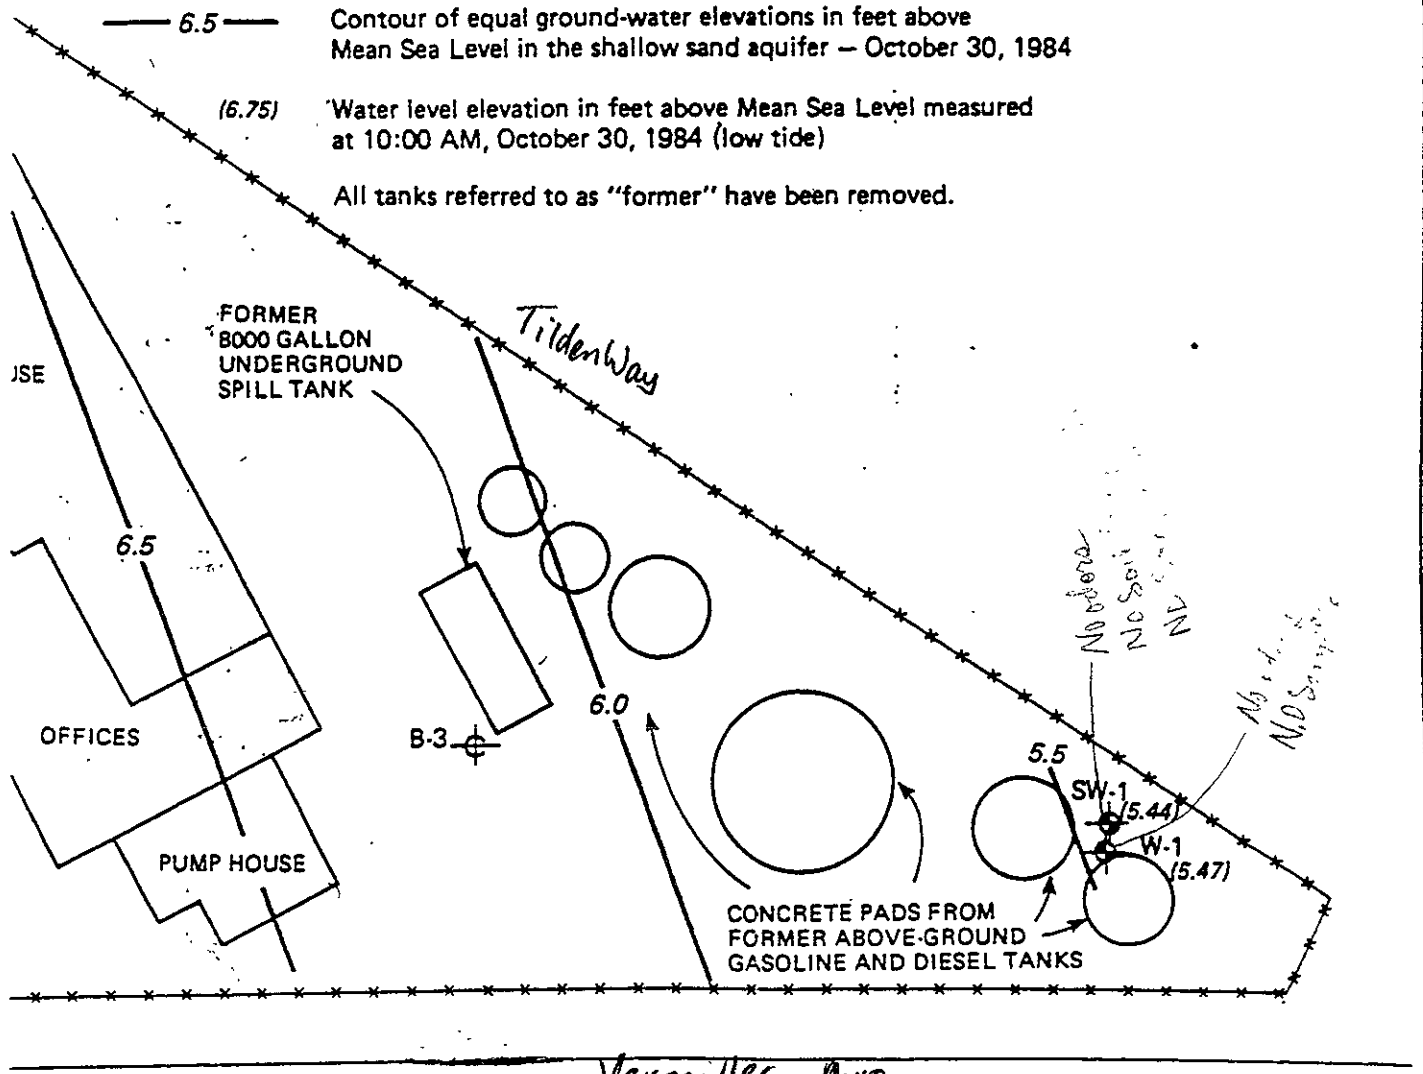 6.5 Contour of equal ground-water elevations in feet above
Mean Sea Level in the shallow sand aquifer — October 30, 1984
(6.75) Water level elevation in feet above Mean Sea Level measured
at 10:00 AM, October 30, 1984 (low tide)
All tanks referred to as "former" have been removed.
FORMER
8000 GALLON
UNDERGROUND
SPILL TANK
Tilden Way
JSE
6.5
OFFICES
PUMP HOUSE
B-3
6.0
No odors
No Soil
5.5
SW-1
(5.44)
W-1
(5.47)
CONCRETE PADS FROM
FORMER ABOVE-GROUND
GASOLINE AND DIESEL TANKS